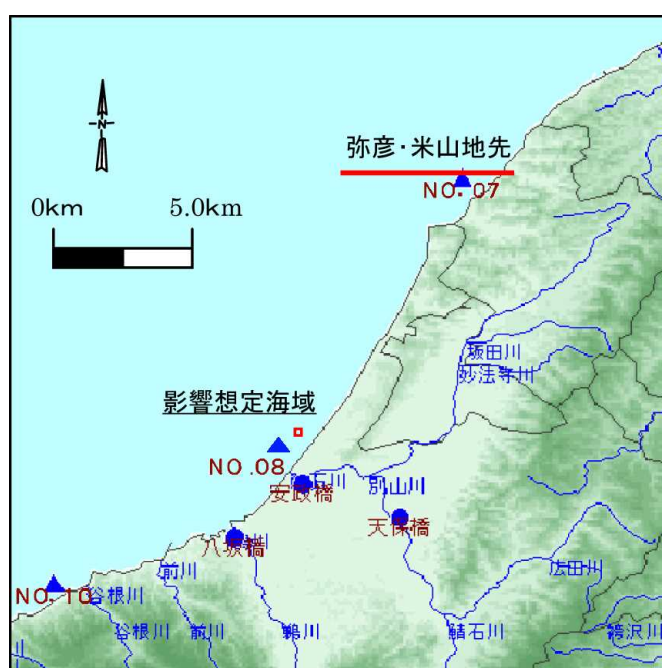 弥彦・米山地先
NO. 07
0km
5.0km
N
坂田川
妙法寺川
影響想定海域
NO .08
安政橋
別山川
天保橋
八坂橋
NO. 10
谷根川
前川
広田川
谷根川
前川
鵜川
鯖石川